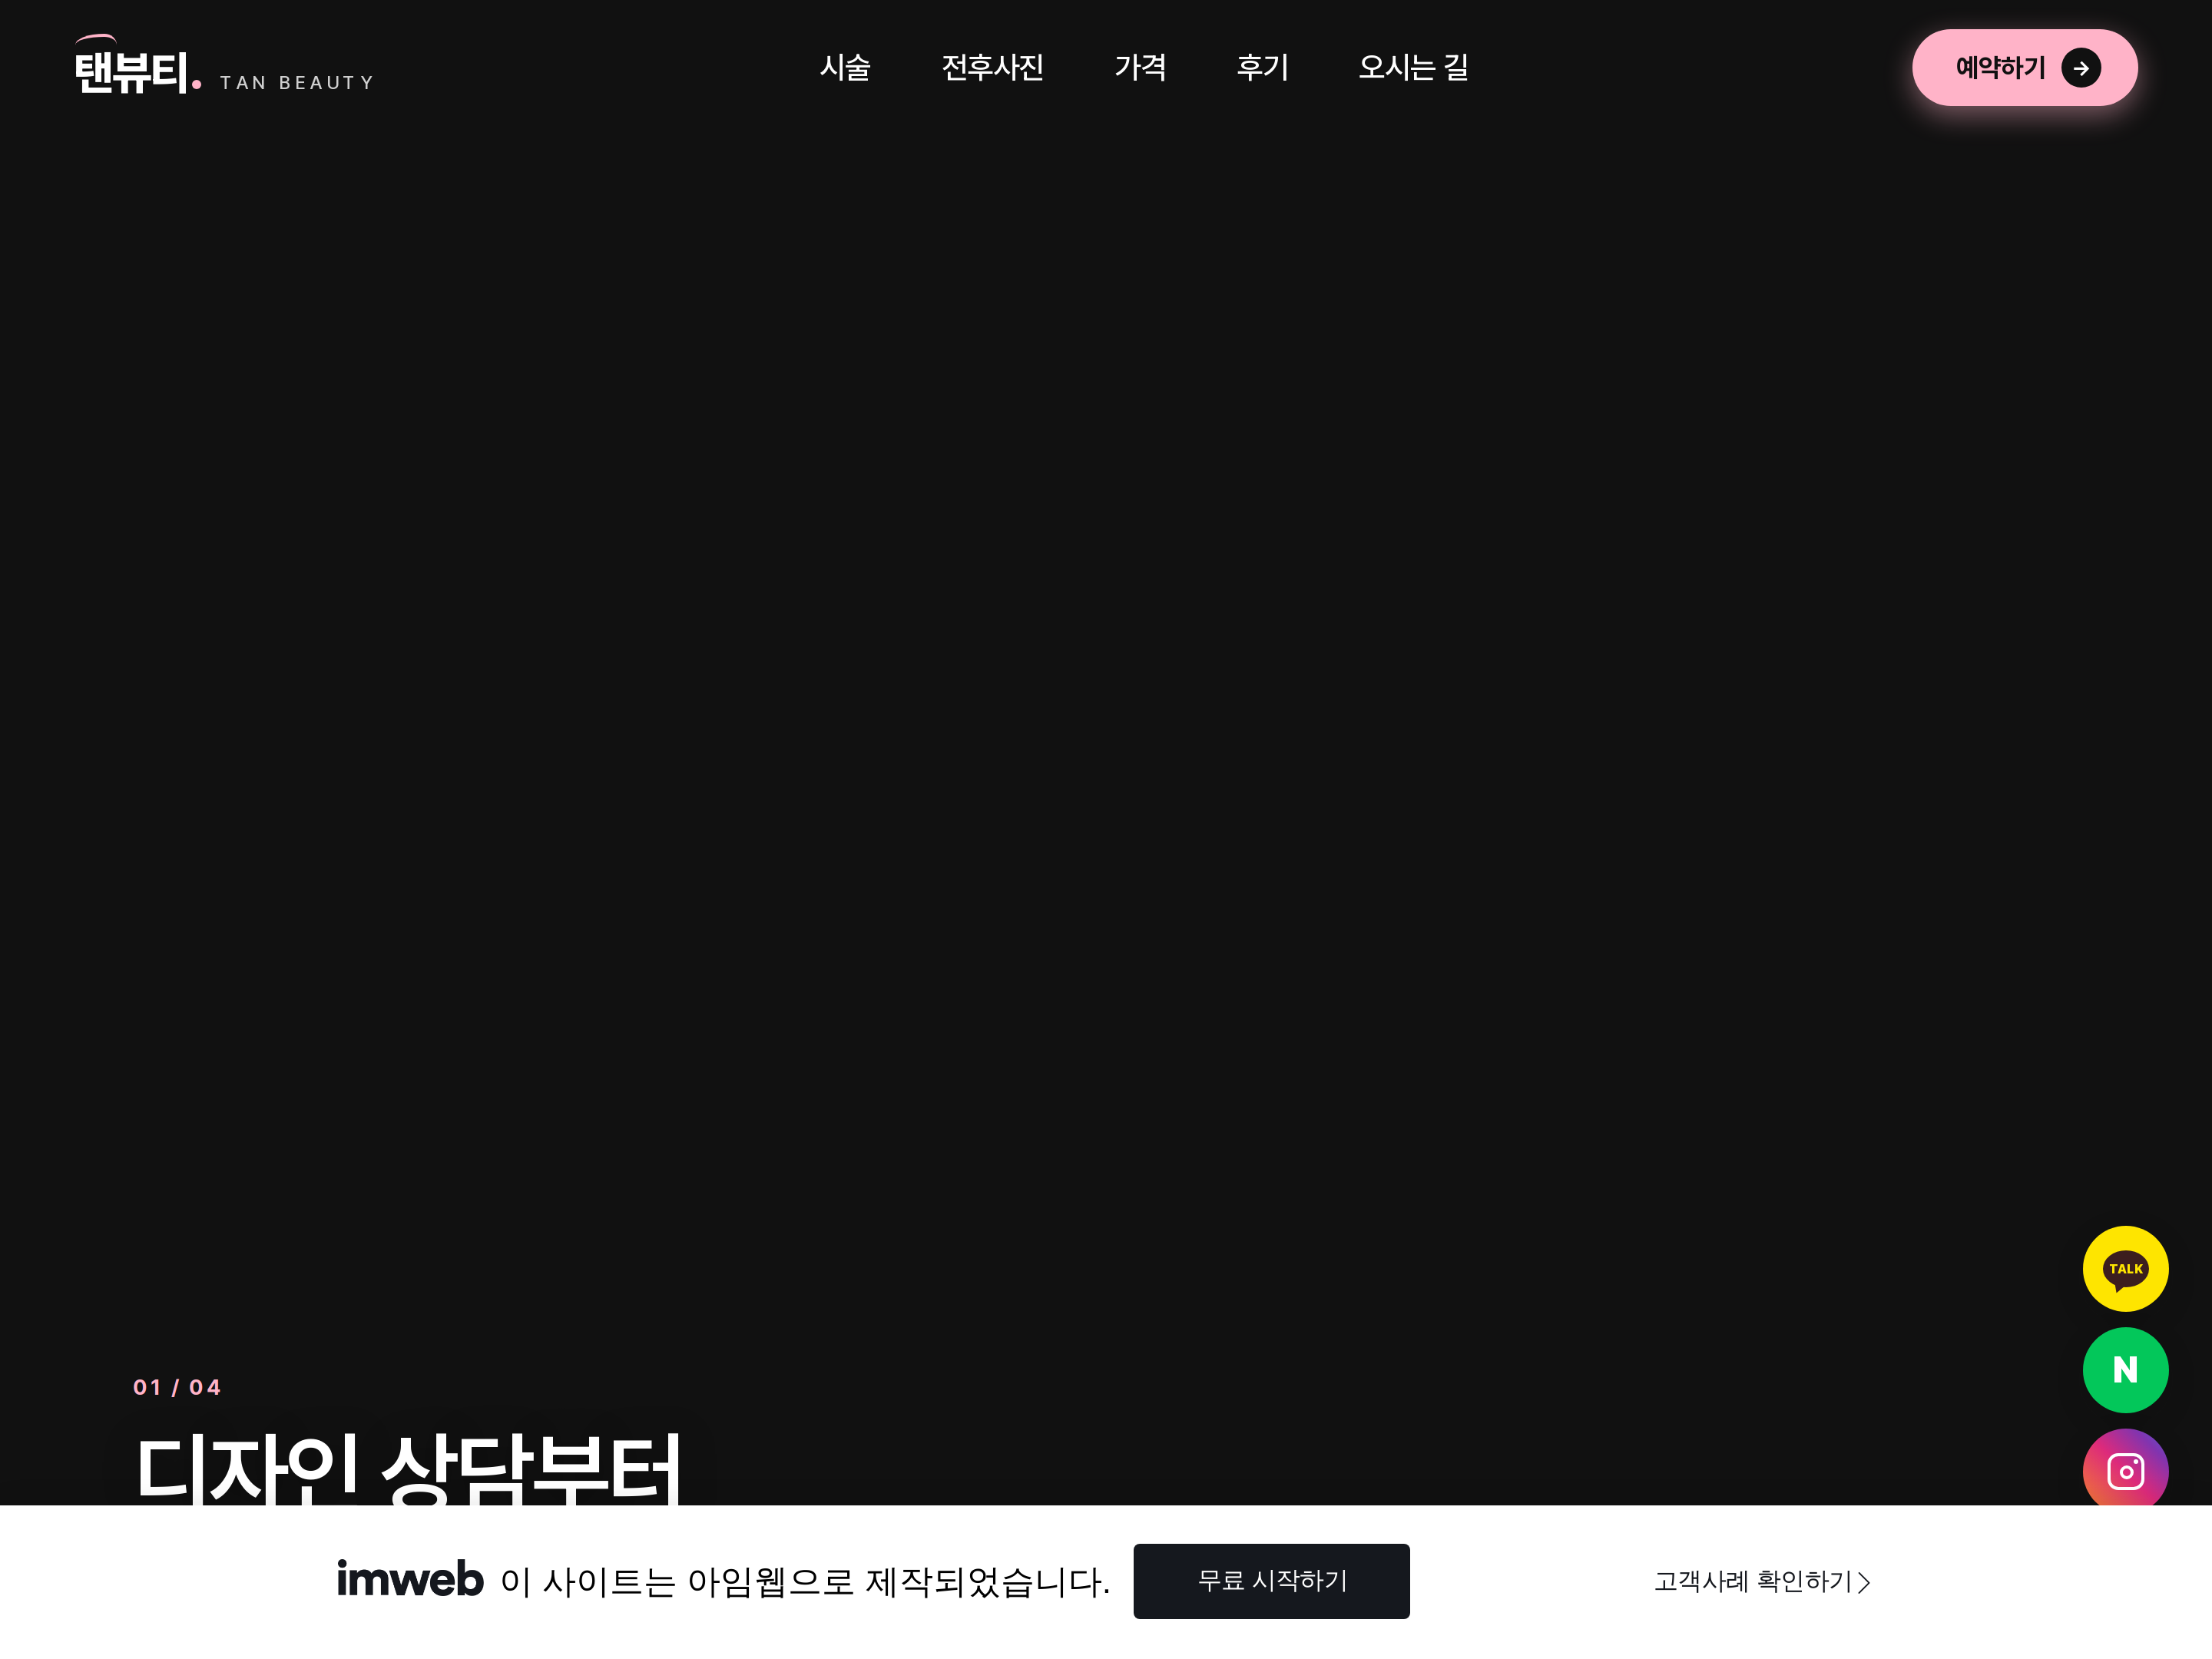 탠뷰티. TAN BEAUTY
시술 전후사진 가격 후기 오시는 길
예약하기
TALK
N
01 / 04
디자인 상담부터
imweb 이 사이트는 아임웹으로 제작되었습니다. 무료 시작하기 고객사례 확인하기